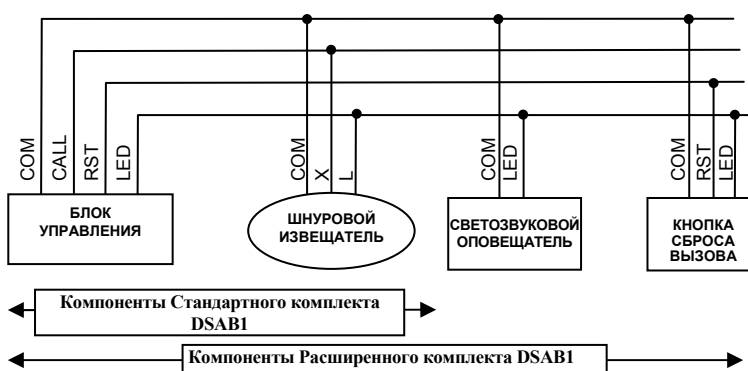 COM
CALL
RST
LED
COM
X
L
COM
LED
COM
RST
LED
БЛОК
УПРАВЛЕНИЯ
ШНУРОВОЙ
ИЗВЕЩАТЕЛЬ
СВЕТОЗВУКОВОЙ
ОПОВЕЩАТЕЛЬ
КНОПКА
СБРОСА
ВЫЗОВА
Компоненты Стандартного комплекта
DSAB1
Компоненты Расширенного комплекта DSAB1